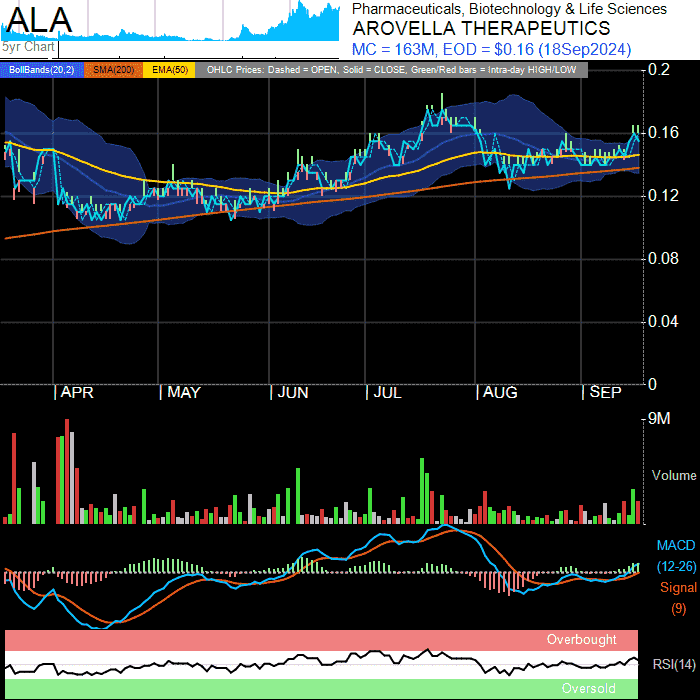 ALA
5yr Chart
Pharmaceuticals, Biotechnology & Life Sciences
AROVELLA THERAPEUTICS
MC = 163M, EOD = $0.16 (18Sep2024)
BollBands(20,2) SMA(200) EMA(50) OHLC Prices: Dashed = OPEN, Solid = CLOSE, Green/Red bars = Intra-day HIGH/LOW
0.2
0.16
0.12
0.08
0.04
0
APR MAY JUN JUL AUG SEP
9M
Volume
MACD
(12-26)
Signal
(9)
Overbought
RSI(14)
Oversold